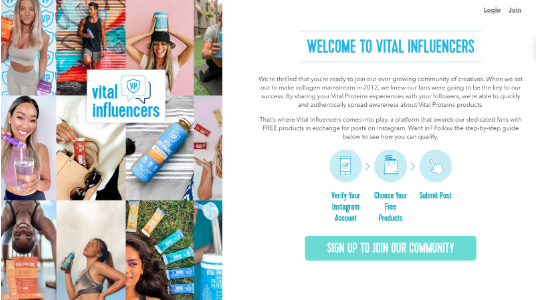 Login Join
VP
vital
influencers
WELCOME TO VITAL INFLUENCERS
We're thrilled that you're ready to join our ever-growing community of creatives. When we set
out to make collagen mainstream in 2012, we knew our fans were going to be the key to our
success. By sharing your Vital Proteins experiences with your followers, we're able to quickly
and authentically spread awareness about Vital Proteins products.
That's where Vital Influencers comes into play, a platform that awards our dedicated fans with
FREE products in exchange for posts on Instagram. Want in? Follow the step-by-step guide
below to see how you can qualify.
Verify Your
Instagram
Account
Choose Your
Free
Products
Submit Post
SIGN UP TO JOIN OUR COMMUNITY